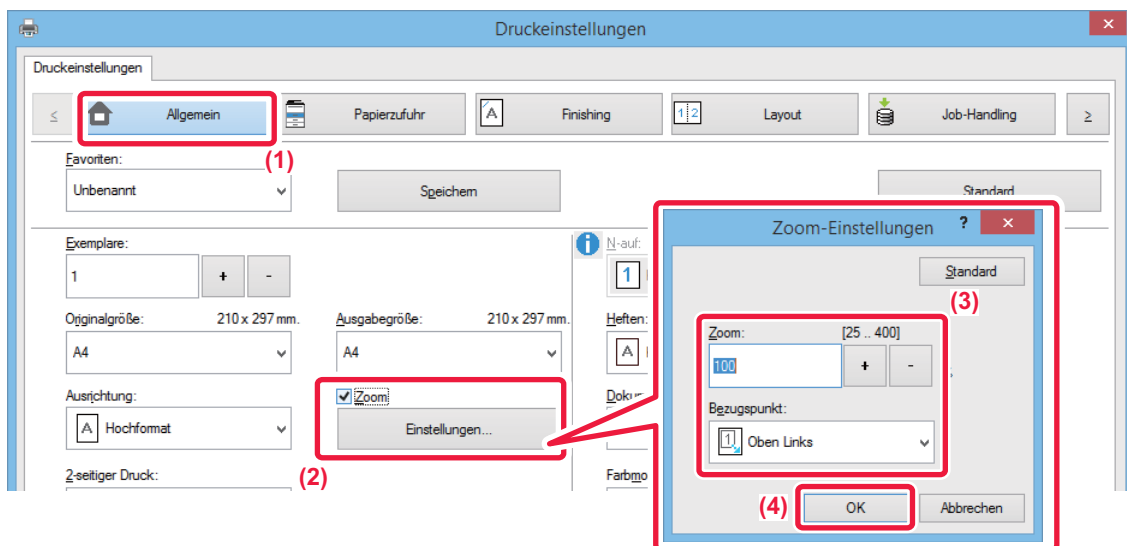 Druckeinstellungen
Druckeinstellungen
Allgemein Papierzufuhr Finishing Layout Job-Handling
(1)
Favoriten:
Unbenannt Speichern Standard
Exemplare: N-auf:
1 + - 1
Originalgröße: 210 x 297 mm. Ausgabegröße: 210 x 297 mm. Heften:
A4 A4
Ausrichtung: Zoom
Hochformat Einstellungen...
(2)
2-seitiger Druck:
Zoom-Einstellungen ? ×
Standard
(3)
Zoom: [25 .. 400]
100 + -
Bezugspunkt:
1 Oben Links
(4) OK Abbrechen